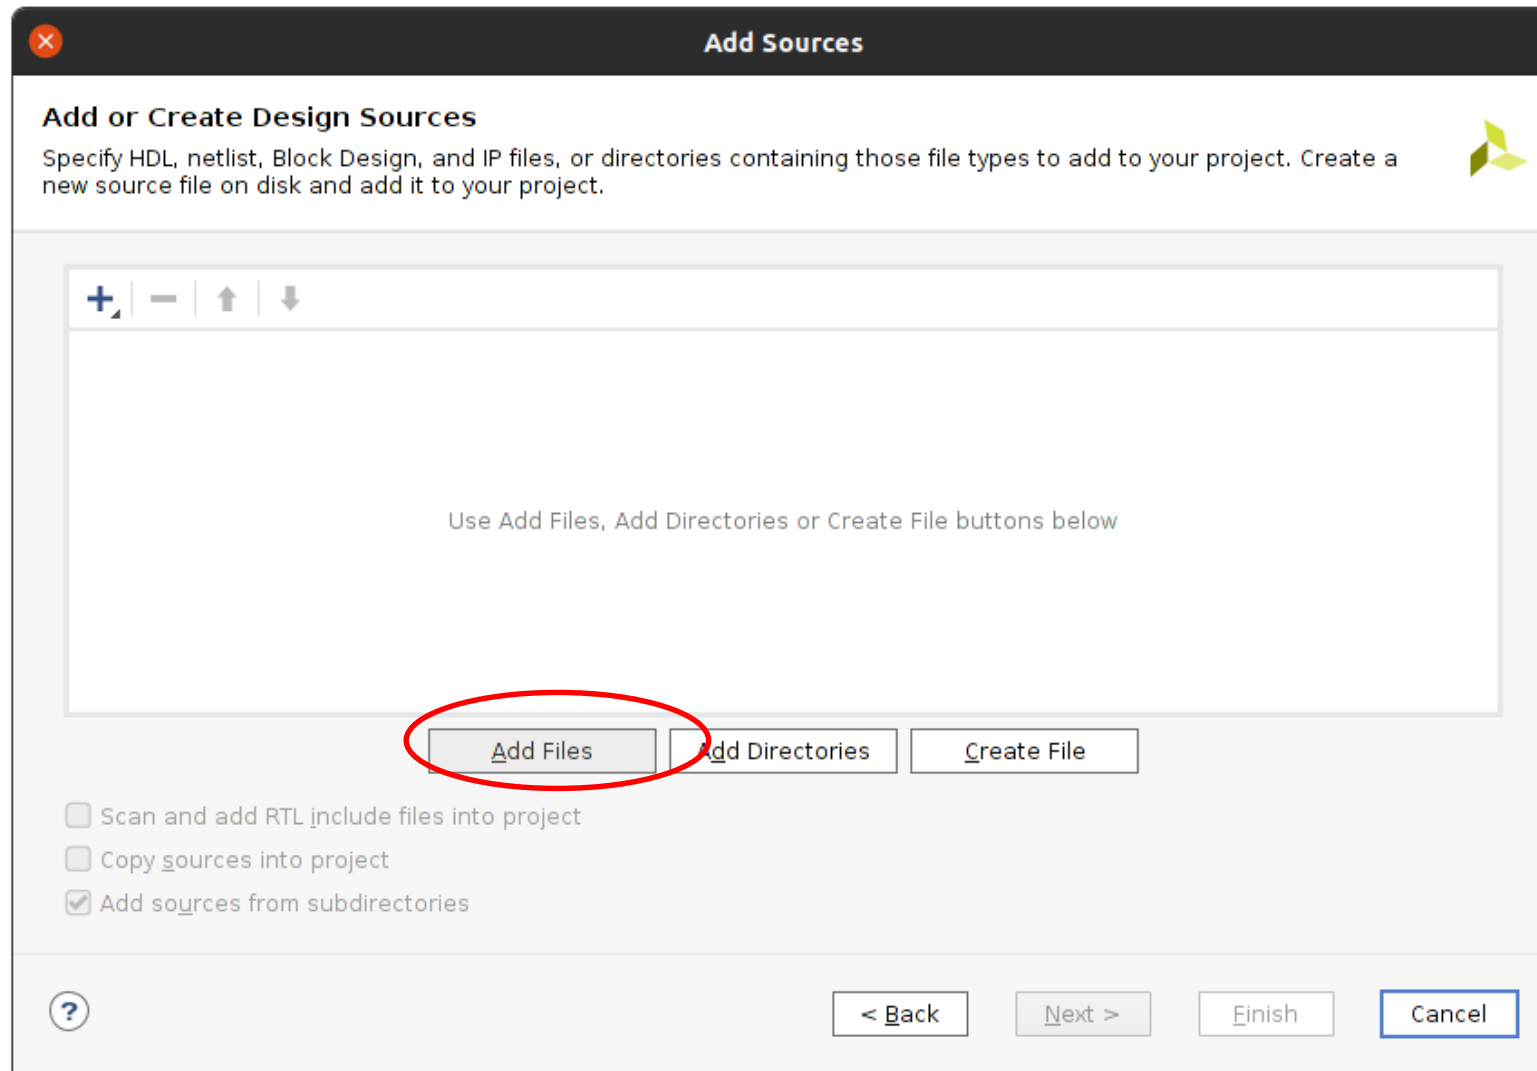 Add Sources
Add or Create Design Sources
Specify HDL, netlist, Block Design, and IP files, or directories containing those file types to add to your project. Create a
new source file on disk and add it to your project.
Use Add Files, Add Directories or Create File buttons below
Add Files
Add Directories
Create File
Scan and add RTL include files into project
Copy sources into project
Add sources from subdirectories
?
< Back
Next >
Finish
Cancel